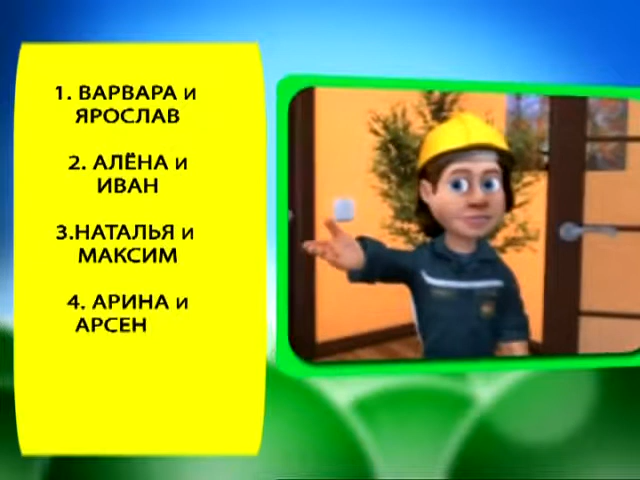 1. ВАРВАРА и
ЯРОСЛАВ
2. АЛЁНА и
ИВАН
3.НАТАЛЬЯ и
МАКСИМ
4. АРИНА и
АРСЕН